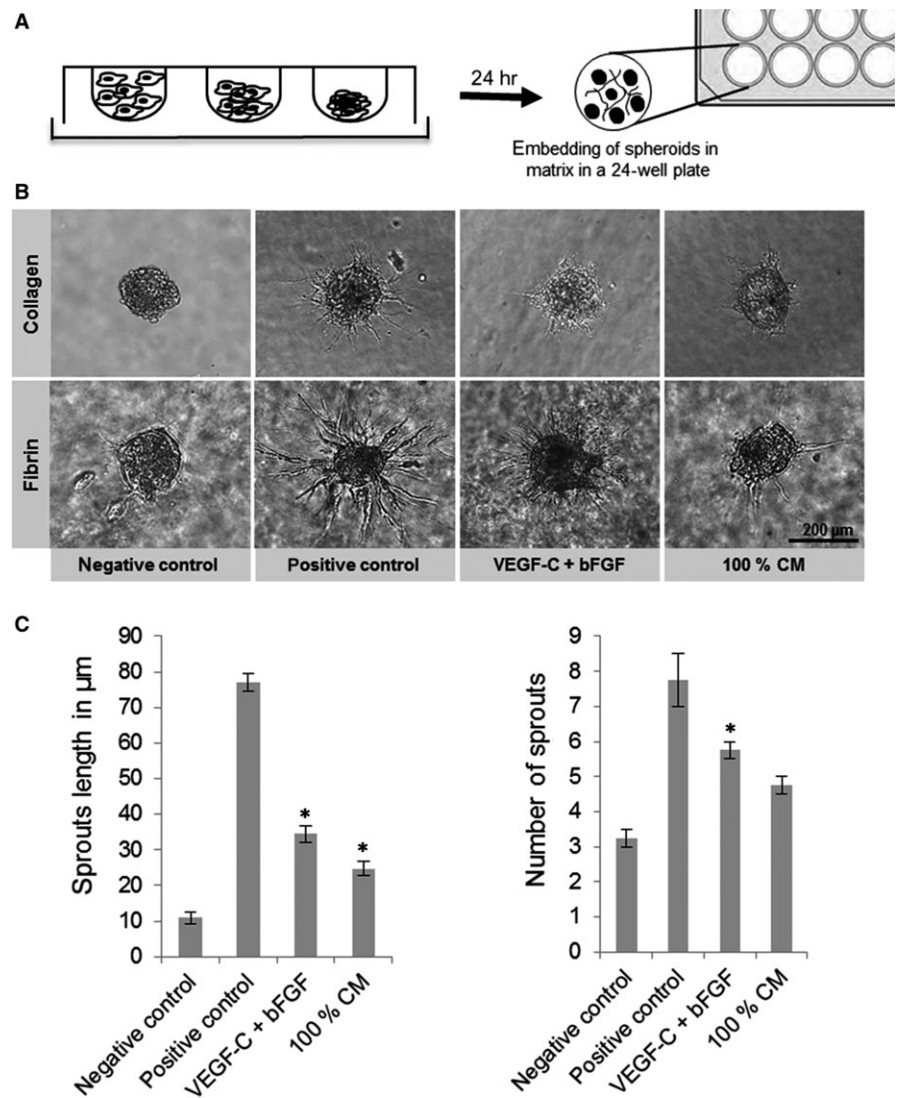 A
24 hr
Embedding of spheroids in
matrix in a 24-well plate
B
Collagen
Fibrin
200 µm
Negative control
Positive control
VEGF-C + bFGF
100 % CM
C
Sprouts length in µm
90
80
70
60
50
40
30
20
10
0
*
*
Negative control
Positive control
VEGF-C + bFGF
100 % CM
Number of sprouts
9
8
7
6
5
4
3
2
1
0
*
Negative control
Positive control
VEGF-C + bFGF
100 % CM